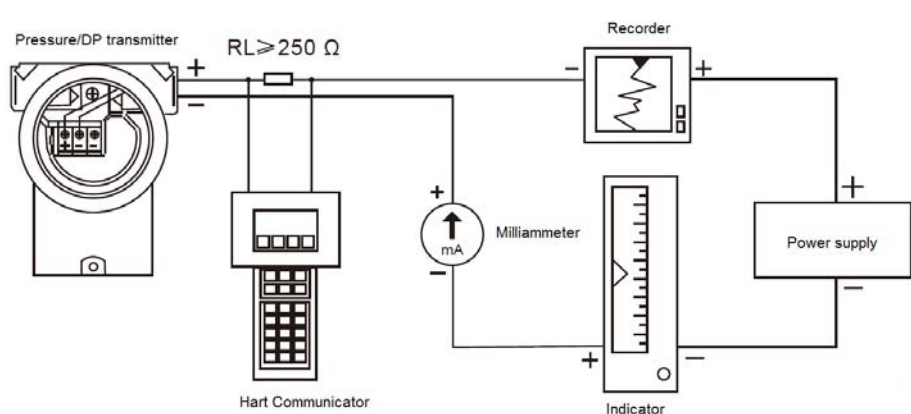 Recorder
Pressure/DP transmitter
RL≥250 Ω
+
−
−
+
+ − −
+
+
mA
Milliammeter
−
Power supply
−
+
−
Hart Communicator
Indicator